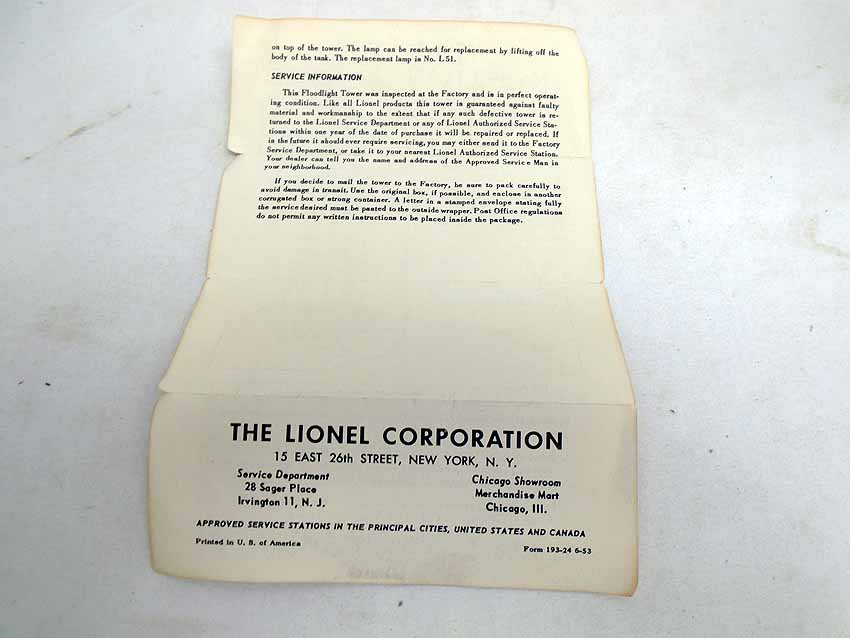 on top of the tower. The lamp can be reached for replacement by lifting off the
body of the tank. The replacement lamp is No. L51.
SERVICE INFORMATION
This Floodlight Tower was inspected at the Factory and is in perfect operat-
ing condition. Like all Lionel products this tower is guaranteed against faulty
material and workmanship to the extent that if any such defective tower is re-
turned to the Lionel Service Department or any of Lionel Authorized Service Sta-
tions within one year of the date of purchase it will be repaired or replaced. If
in the future it should ever require servicing, you may either send it to the Factory
Service Department, or take it to your nearest Lionel Authorized Service Station.
Your dealer can tell you the name and address of the Approved Service Man in
your neighborhood.
If you decide to mail the tower to the Factory, be sure to pack carefully to
avoid damage in transit. Use the original box, if possible, and enclose in another
corrugated box or strong container. A letter in a stamped envelope stating fully
the service desired must be pasted to the outside wrapper. Post Office regulations
do not permit any written instructions to be placed inside the package.
THE LIONEL CORPORATION
15 EAST 26th STREET, NEW YORK, N. Y.
Service Department
28 Sager Place
Irvington 11, N. J.
Chicago Showroom
Merchandise Mart
Chicago, Ill.
APPROVED SERVICE STATIONS IN THE PRINCIPAL CITIES, UNITED STATES AND CANADA
Printed in U. S. of America
Form 193-24 6-53